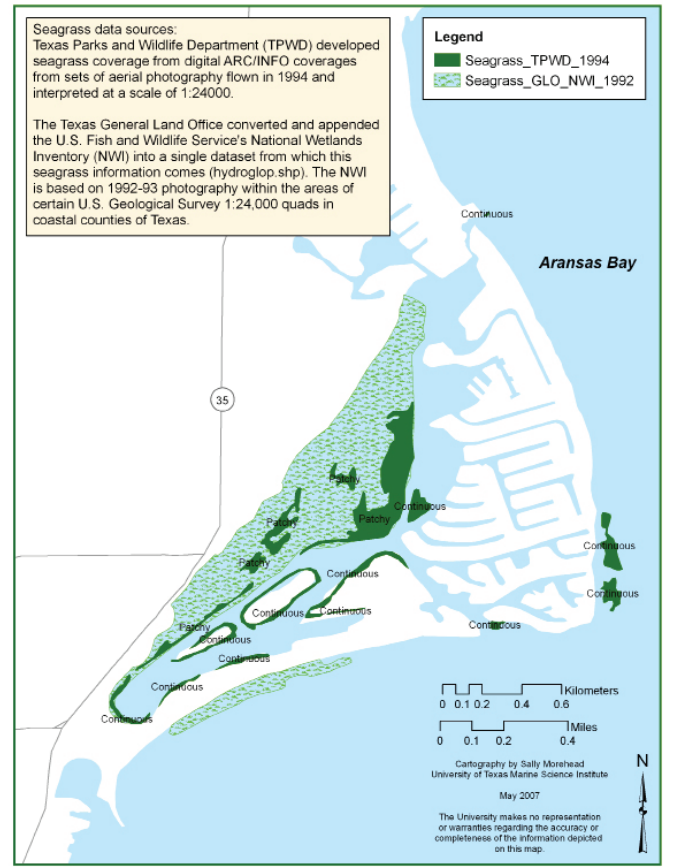 Seagrass data sources:
Texas Parks and Wildlife Department (TPWD) developed
seagrass coverage from digital ARC/INFO coverages
from sets of aerial photography flown in 1994 and
interpreted at a scale of 1:24000.
The Texas General Land Office converted and appended
the U.S. Fish and Wildlife Service's National Wetlands
Inventory (NWI) into a single dataset from which this
seagrass information comes (hydroglop.shp). The NWI
is based on 1992-93 photography within the areas of
certain U.S. Geological Survey 1:24,000 quads in
coastal counties of Texas.
Legend
Seagrass_TPWD_1994
Seagrass_GLO_NWI_1992
Continuous
Aransas Bay
35
Patchy
Continuous
Patchy
Patchy
Continuous
Patchy
Continuous
Continuous
Continuous
Continuous
Patchy
Continuous
Continuous
Continuous
Continuous
Continuous
Kilometers
0 0.1 0.2 0.4 0.6
Miles
0 0.1 0.2 0.4
N
Cartography by Sally Morehead
University of Texas Marine Science Institute
May 2007
The University makes no representation
or warranties regarding the accuracy or
completeness of the information depicted
on this map.